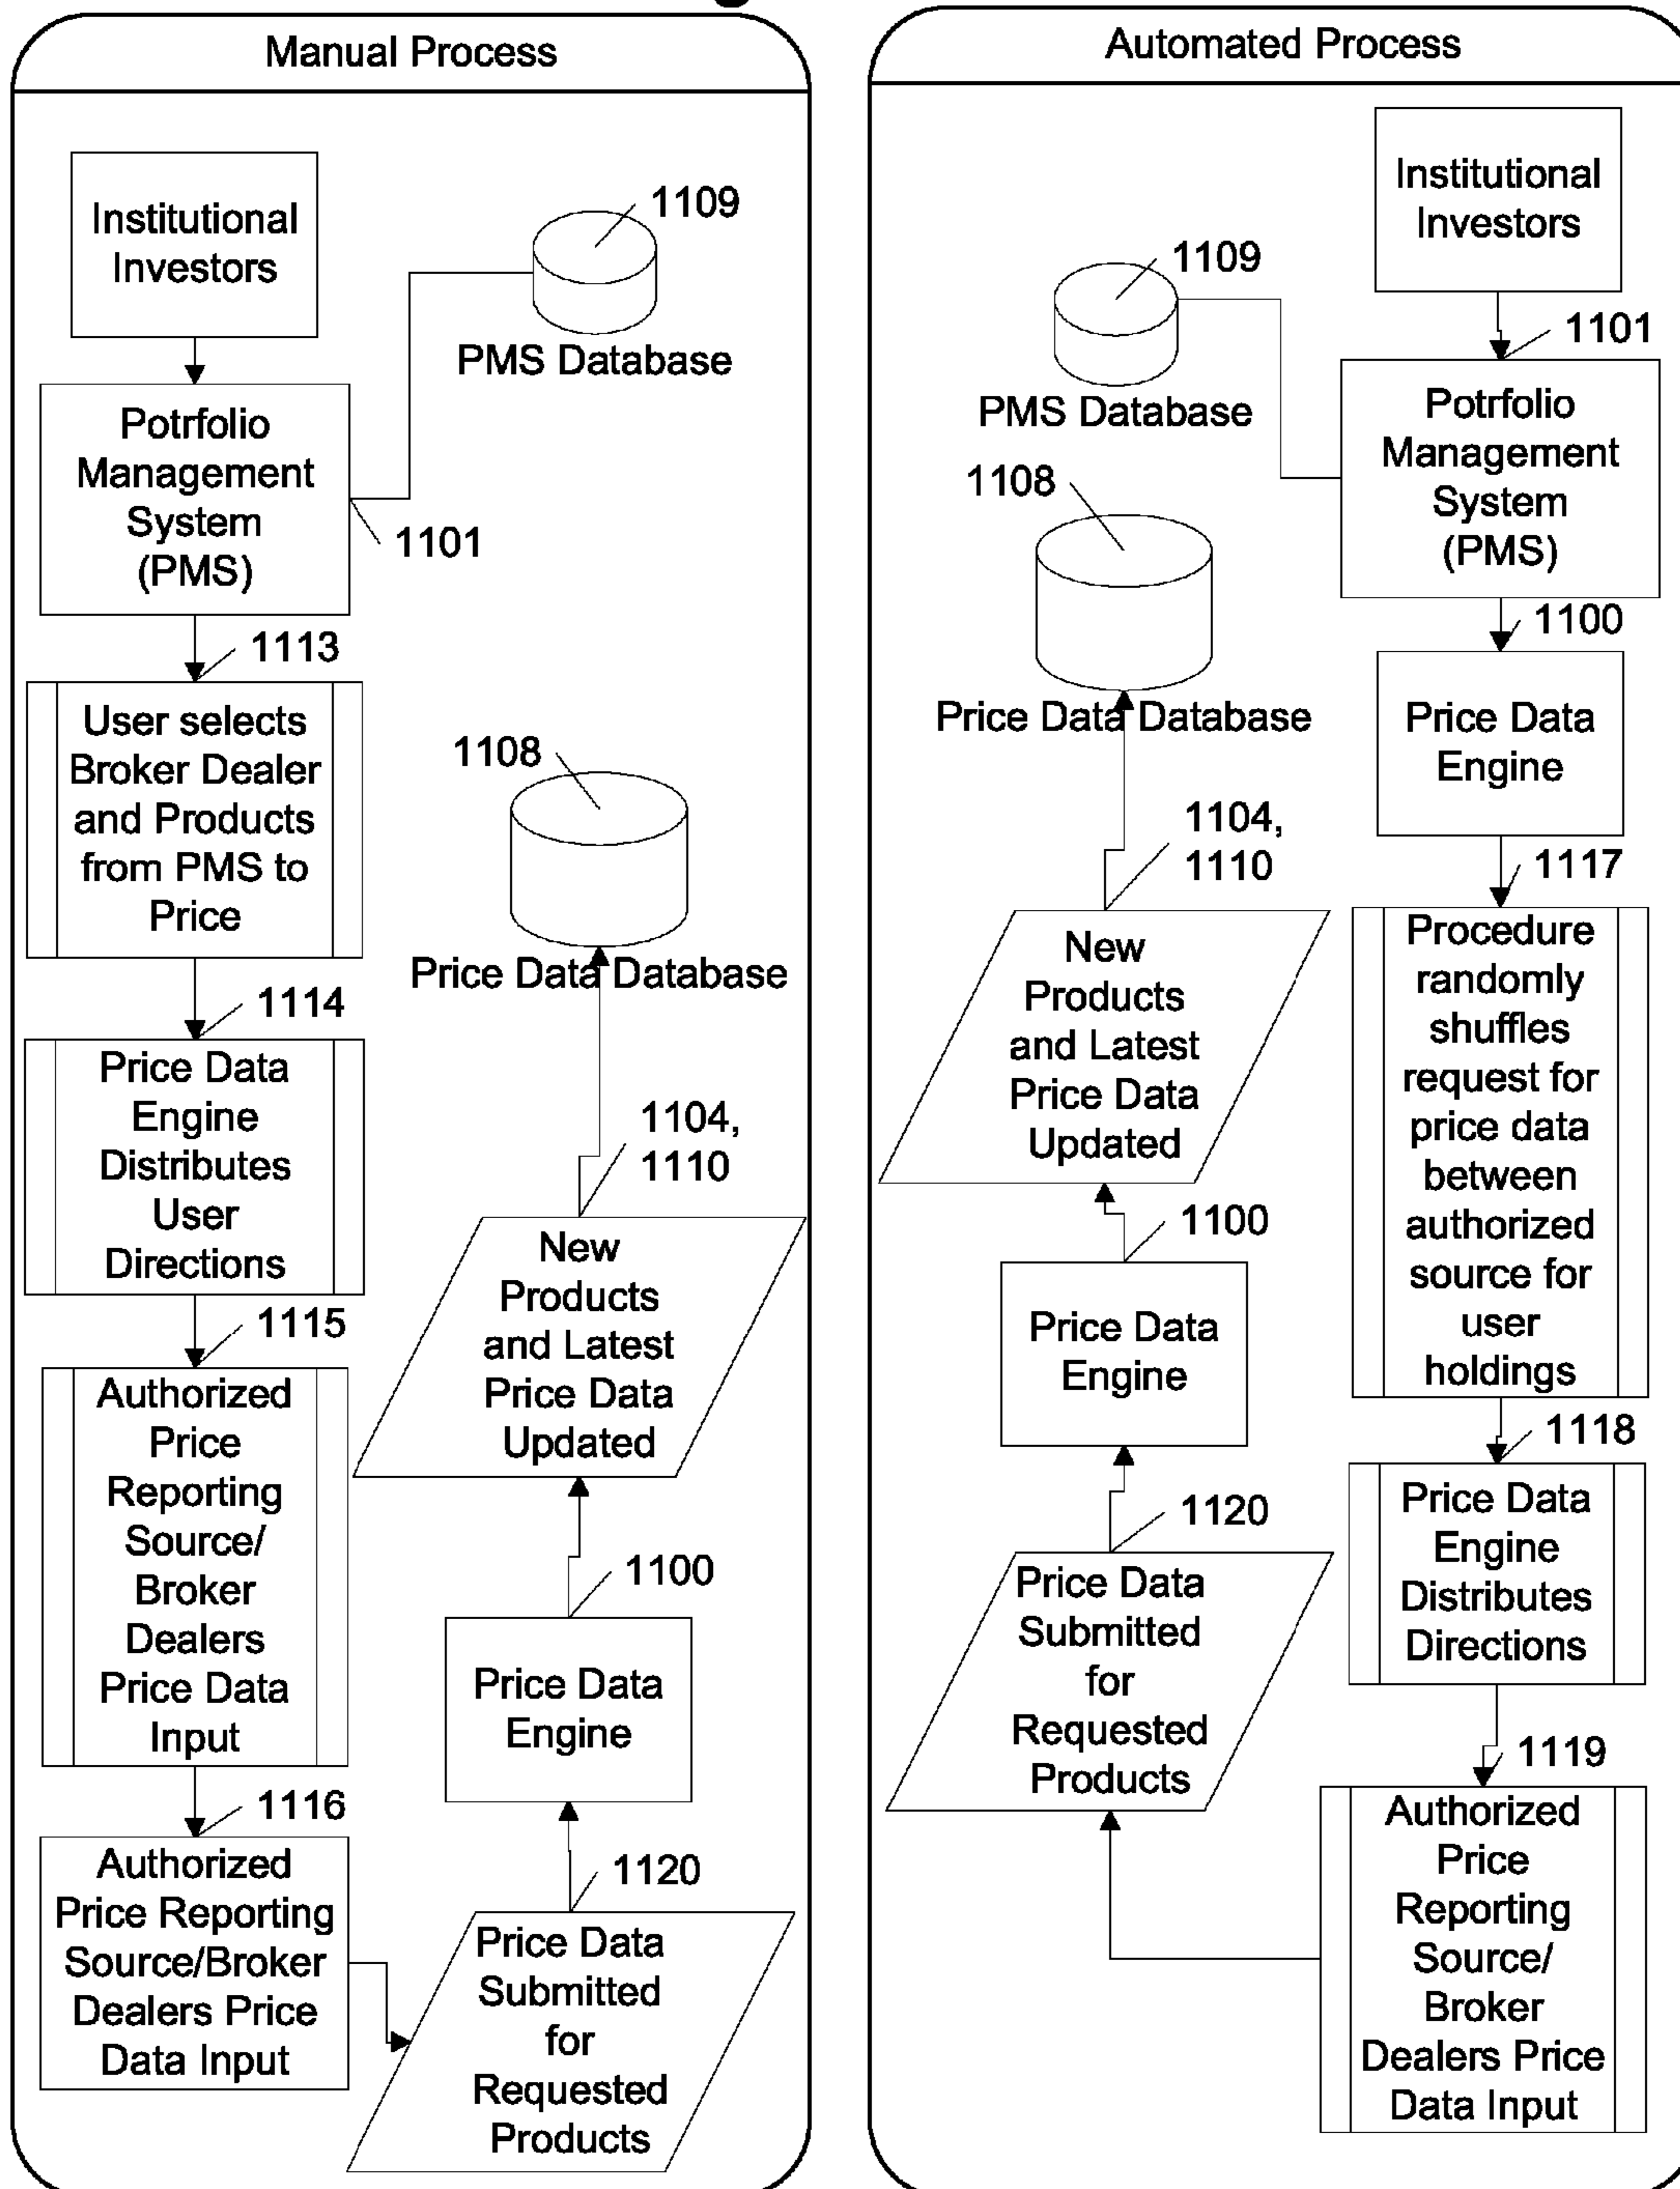 Manual Process
Institutional
Investors
1109
PMS Database
Potrfolio
Management
System
(PMS)
1101
1113
User selects
Broker Dealer
and Products
from PMS to
Price
1114
Price Data
Engine
Distributes
User
Directions
1115
Authorized
Price
Reporting
Source/
Broker
Dealers
Price Data
Input
1116
Authorized
Price Reporting
Source/Broker
Dealers Price
Data Input
1108
Price Data Database
1104,
1110
New
Products
and Latest
Price Data
Updated
1100
Price Data
Engine
1120
Price Data
Submitted
for
Requested
Products
Automated Process
Institutional
Investors
1101
1109
PMS Database
Potrfolio
Management
System
(PMS)
1100
Price Data
Engine
1117
Procedure
randomly
shuffles
request for
price data
between
authorized
source for
user
holdings
1118
Price Data
Engine
Distributes
Directions
1119
Authorized
Price
Reporting
Source/
Broker
Dealers Price
Data Input
1108
Price Data Database
1104,
1110
New
Products
and Latest
Price Data
Updated
1100
Price Data
Engine
1120
Price Data
Submitted
for
Requested
Products